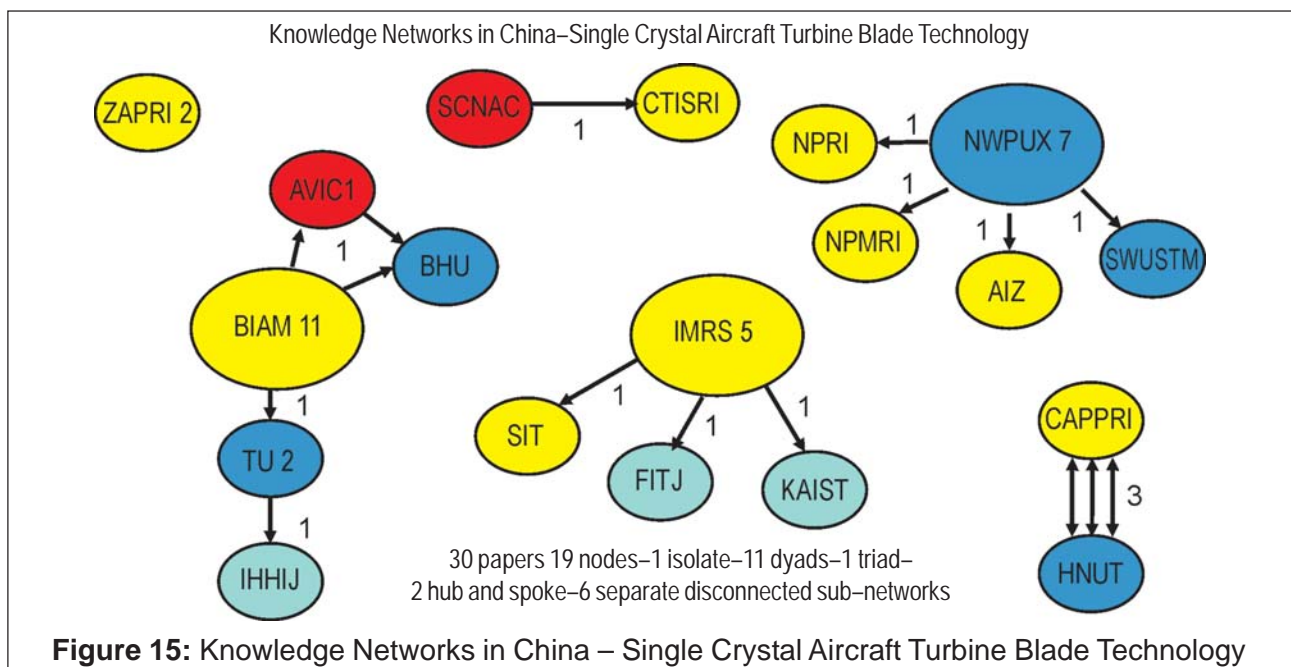 Knowledge Networks in China–Single Crystal Aircraft Turbine Blade Technology
ZAPRI 2
SCNAC
1
CTISRI
NPRI
1
NWPUX 7
1
NPMRI
1
AIZ
1
SWUSTM
AVIC1
1
BHU
BIAM 11
1
TU 2
1
IHHIJ
IMRS 5
1
SIT
1
FITJ
1
KAIST
CAPPRI
3
HNUT
30 papers 19 nodes–1 isolate–11 dyads–1 triad–
2 hub and spoke–6 separate disconnected sub–networks
Figure 15: Knowledge Networks in China – Single Crystal Aircraft Turbine Blade Technology